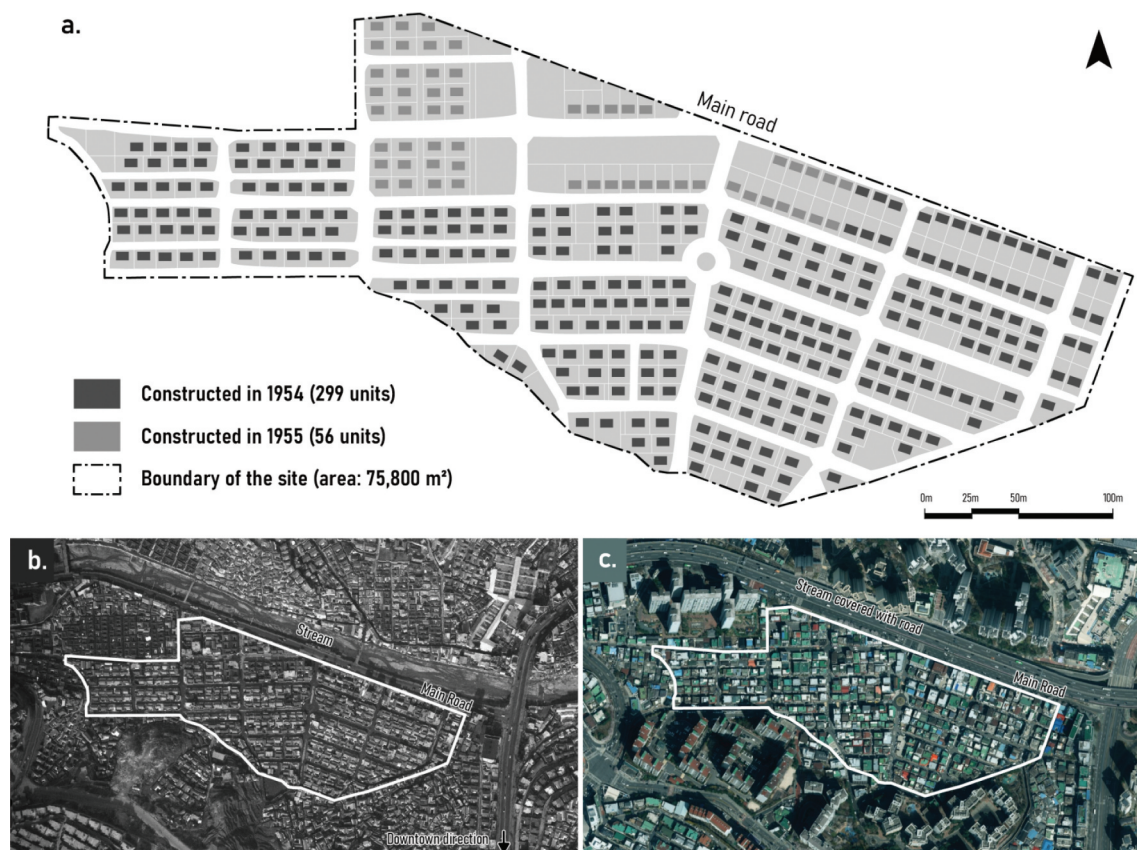 a.
Main road
Constructed in 1954 (299 units)
Constructed in 1955 (56 units)
Boundary of the site (area: 75,800 m²)
0m 25m 50m 100m
b.
Stream
Main Road
Downtown direction
c.
Stream covered with road
Main Road